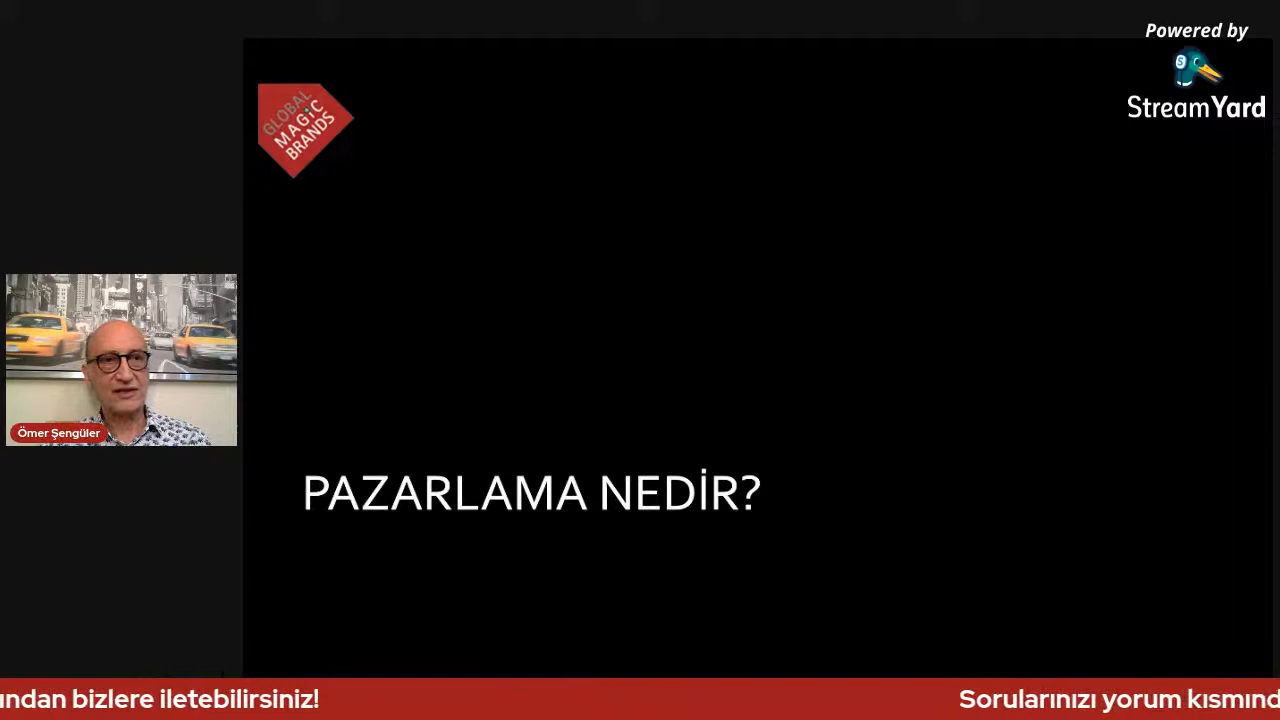 Powered by
StreamYard
GLOBAL
MAGiC
BRANDS
Ömer Şengüler
PAZARLAMA NEDİR?
ından bizlere iletebilirsiniz!
Sorularınızı yorum kısmınd